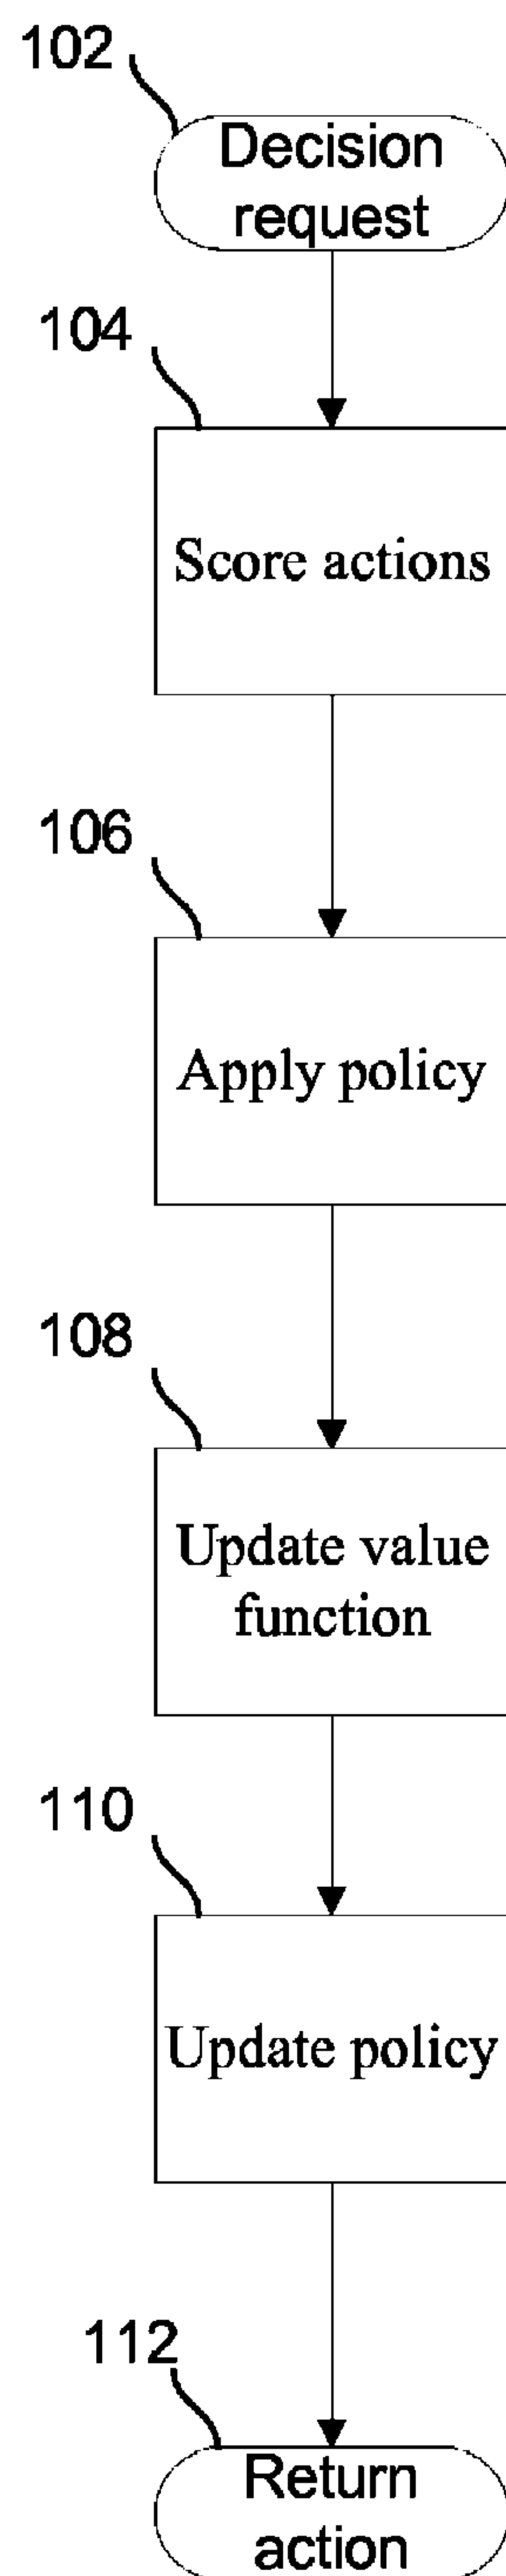 102
Decision
request
104
Score actions
106
Apply policy
108
Update value
function
110
Update policy
112
Return
action